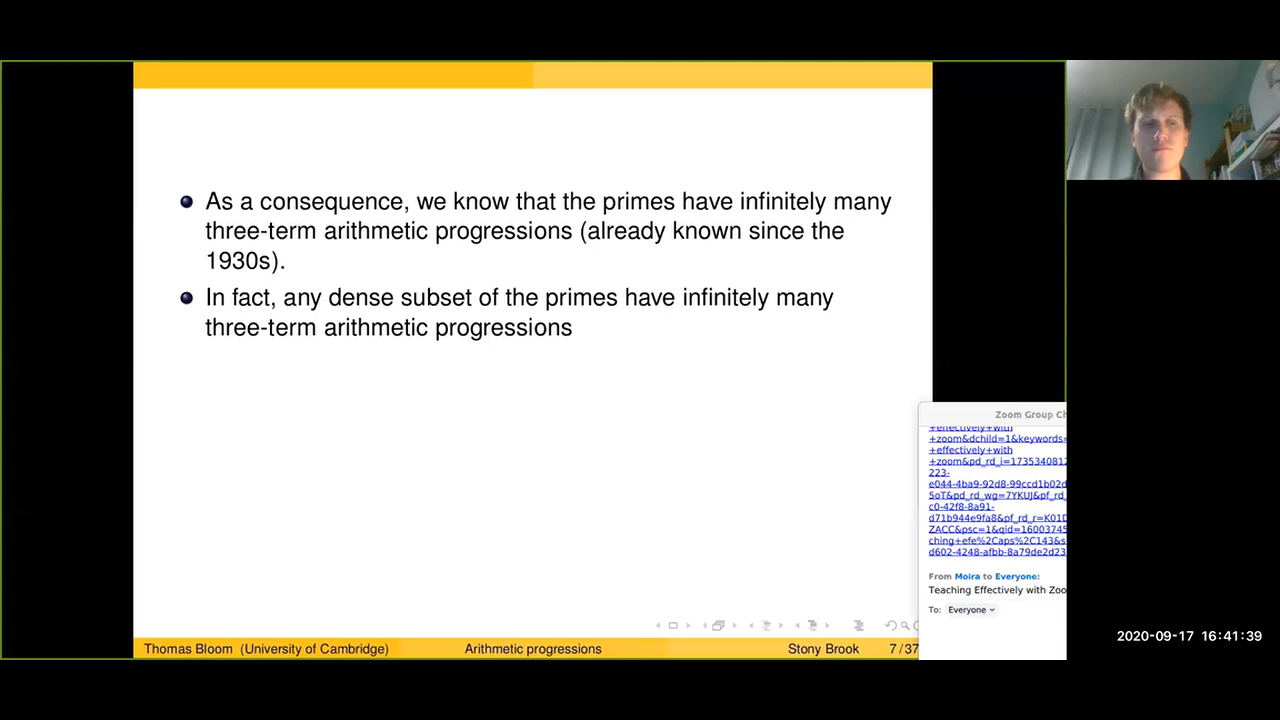 As a consequence, we know that the primes have infinitely many
three-term arithmetic progressions (already known since the
1930s).
In fact, any dense subset of the primes have infinitely many
three-term arithmetic progressions
Thomas Bloom (University of Cambridge)
Arithmetic progressions
Stony Brook
7 / 37
Zoom Group Ch
+effectively+with
+zoom&dchild=1&keywords=
+effectively+with
+zoom&pd_rd_i=1735340812
223-
e044-4ba9-92d8-99ccd1b02d
5oT&pd_rd_wg=7YKUJ&pf_rd_
c0-42f8-8a91-
d71b944e9fa8&pf_rd_r=K01D
ZACC&psc=1&qid=16003745
ching+efe%2Caps%2C143&s
d602-4248-afbb-8a79de2d23
From Moira to Everyone:
Teaching Effectively with Zoo
To: Everyone
2020-09-17 16:41:39